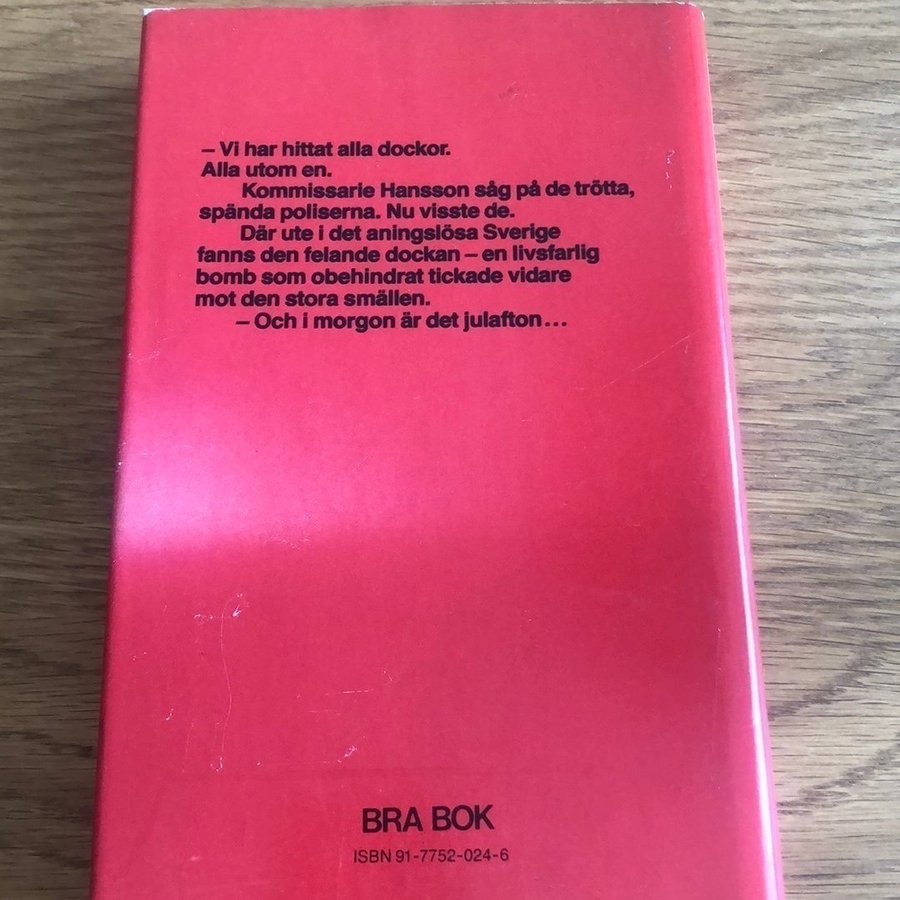 – Vi har hittat alla dockor.
Alla utom en.
Kommissarie Hansson såg på de trötta,
spända poliserna. Nu visste de.
Där ute i det aningslösa Sverige
fanns den felande dockan – en livsfarlig
bomb som obehindrat tickade vidare
mot den stora smällen.
– Och i morgon är det julafton...
BRA BOK
ISBN 91-7752-024-6